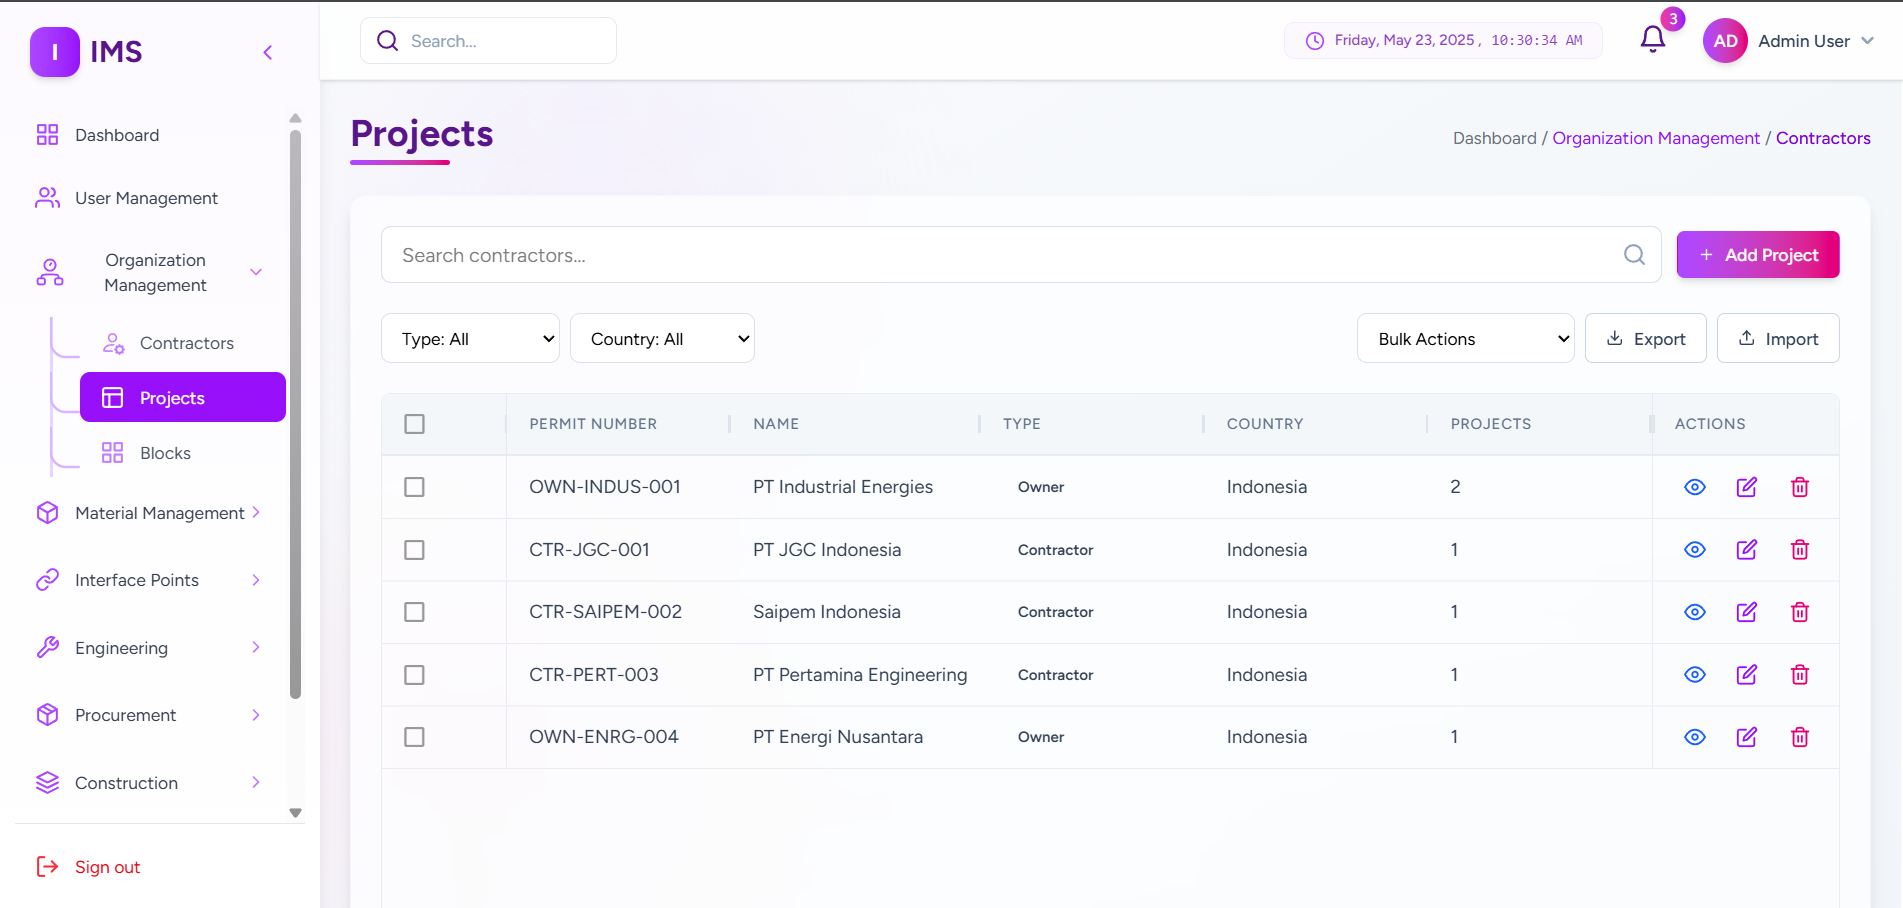 I IMS
Search...
Friday, May 23, 2025, 10:30:34 AM
3
AD Admin User
Dashboard
User Management
Organization
Management
Contractors
Projects
Blocks
Material Management
Interface Points
Engineering
Procurement
Construction
Sign out
Projects
Dashboard / Organization Management / Contractors
Search contractors...
+ Add Project
Type: All Country: All Bulk Actions Export Import
PERMIT NUMBER NAME TYPE COUNTRY PROJECTS ACTIONS
OWN-INDUS-001 PT Industrial Energies Owner Indonesia 2
CTR-JGC-001 PT JGC Indonesia Contractor Indonesia 1
CTR-SAIPEM-002 Saipem Indonesia Contractor Indonesia 1
CTR-PERT-003 PT Pertamina Engineering Contractor Indonesia 1
OWN-ENRG-004 PT Energi Nusantara Owner Indonesia 1